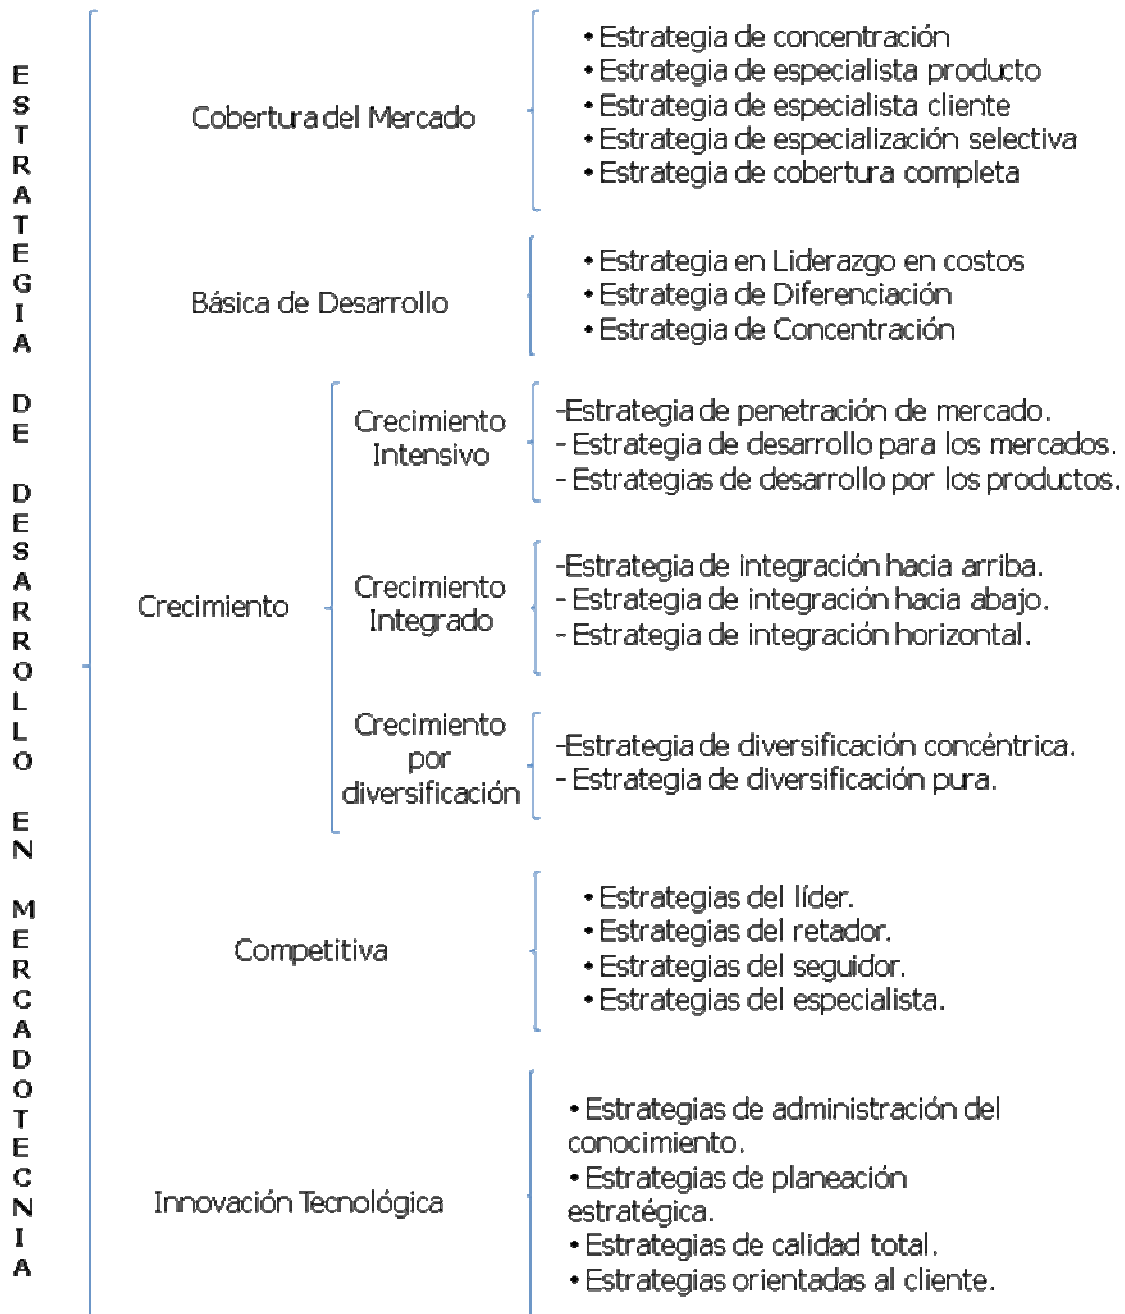 ESTRATEGIA DE DESARROLLO EN MERCADOTECNIA
Cobertura del Mercado
• Estrategia de concentración
• Estrategia de especialista producto
• Estrategia de especialista cliente
• Estrategia de especialización selectiva
• Estrategia de cobertura completa
Básica de Desarrollo
• Estrategia en Liderazgo en costos
• Estrategia de Diferenciación
• Estrategia de Concentración
Crecimiento
Crecimiento
Intensivo
-Estrategia de penetración de mercado.
- Estrategia de desarrollo para los mercados.
- Estrategias de desarrollo por los productos.
Crecimiento
Integrado
-Estrategia de integración hacia arriba.
- Estrategia de integración hacia abajo.
- Estrategia de integración horizontal.
Crecimiento
por
diversificación
-Estrategia de diversificación concéntrica.
- Estrategia de diversificación pura.
Competitiva
• Estrategias del líder.
• Estrategias del retador.
• Estrategias del seguidor.
• Estrategias del especialista.
Innovación Tecnológica
• Estrategias de administración del
conocimiento.
• Estrategias de planeación
estratégica.
• Estrategias de calidad total.
• Estrategias orientadas al cliente.